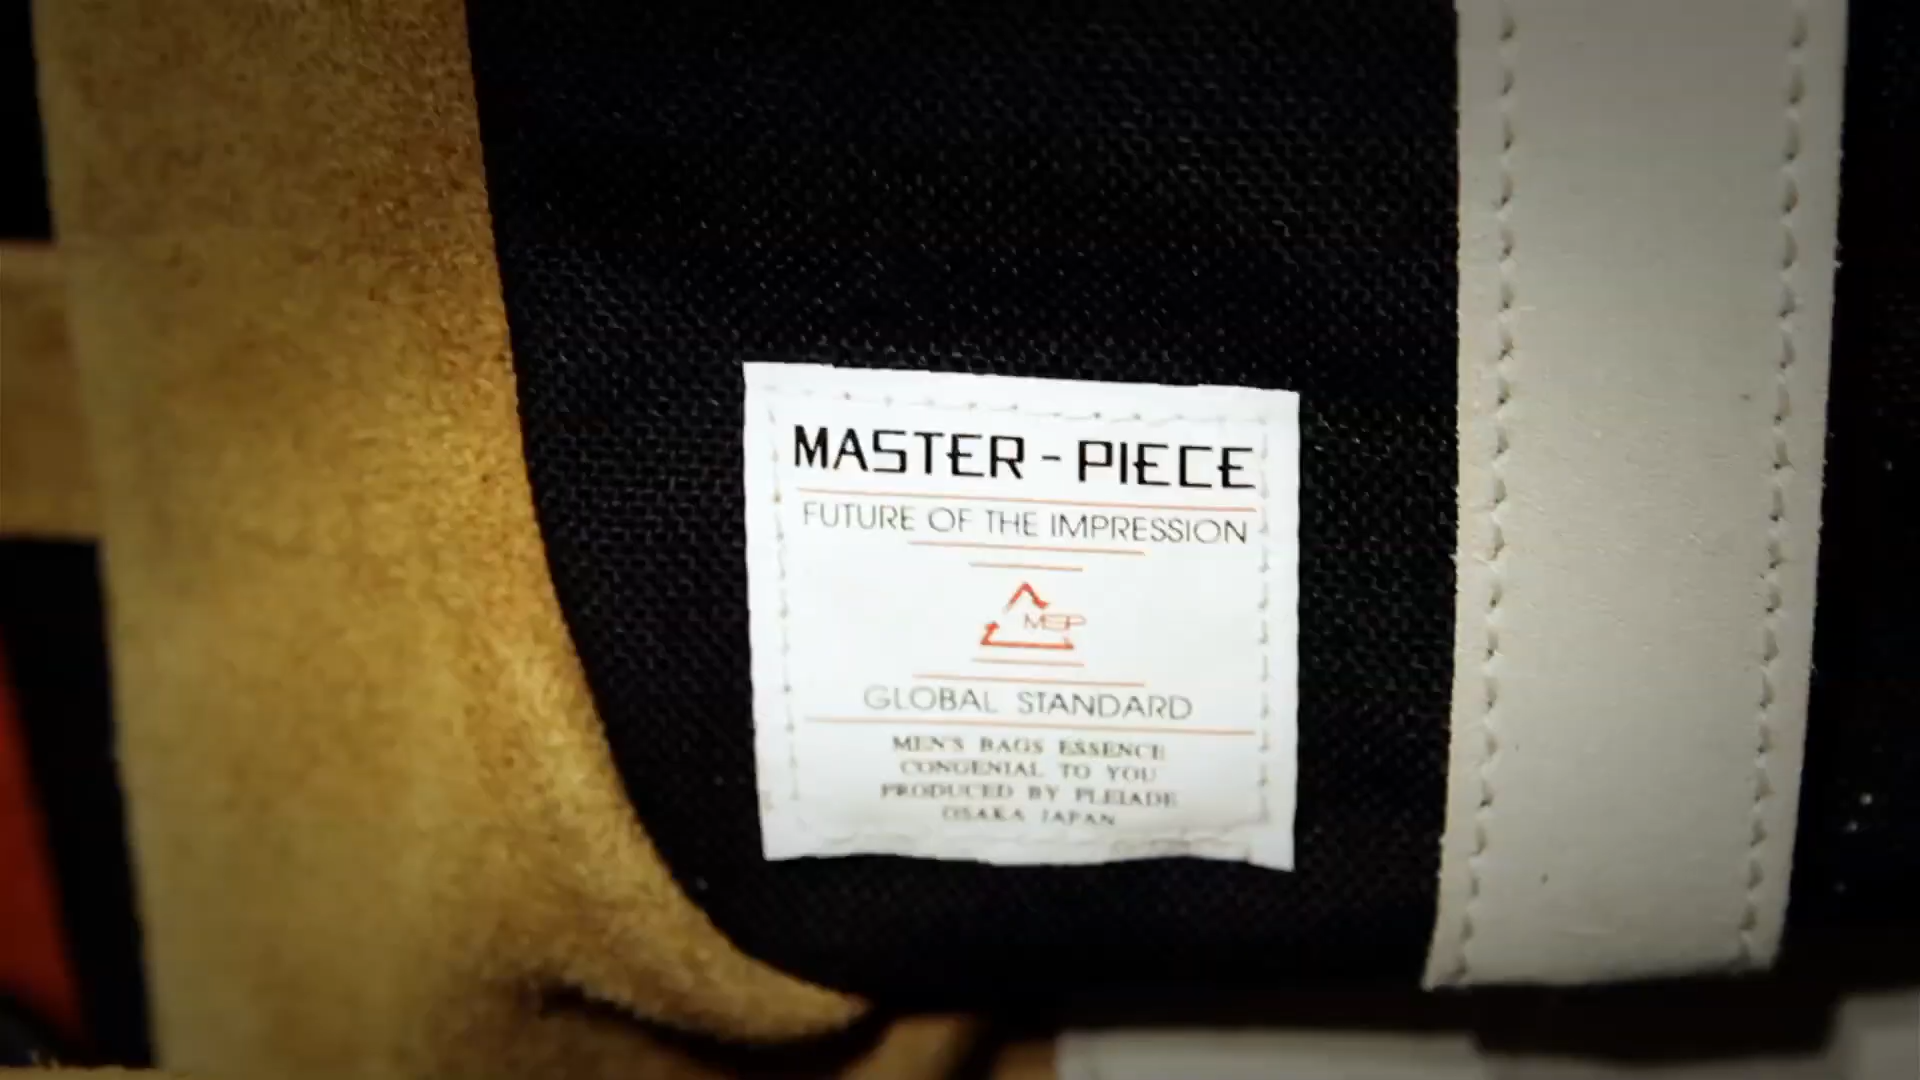 MASTER-PIECE
FUTURE OF THE IMPRESSION
MSP
GLOBAL STANDARD
MEN'S BAGS ESSENCE
CONGENIAL TO YOU
PRODUCED BY PLEIADE
OSAKA JAPAN